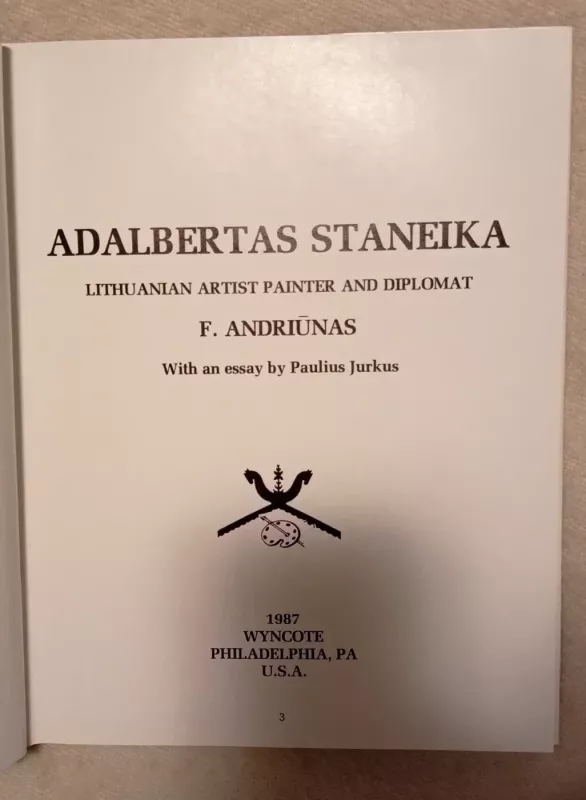 ADALBERTAS STANEIKA
LITHUANIAN ARTIST PAINTER AND DIPLOMAT
F. ANDRIŪNAS
With an essay by Paulius Jurkus
1987
WYNCOTE
PHILADELPHIA, PA
U.S.A.
3